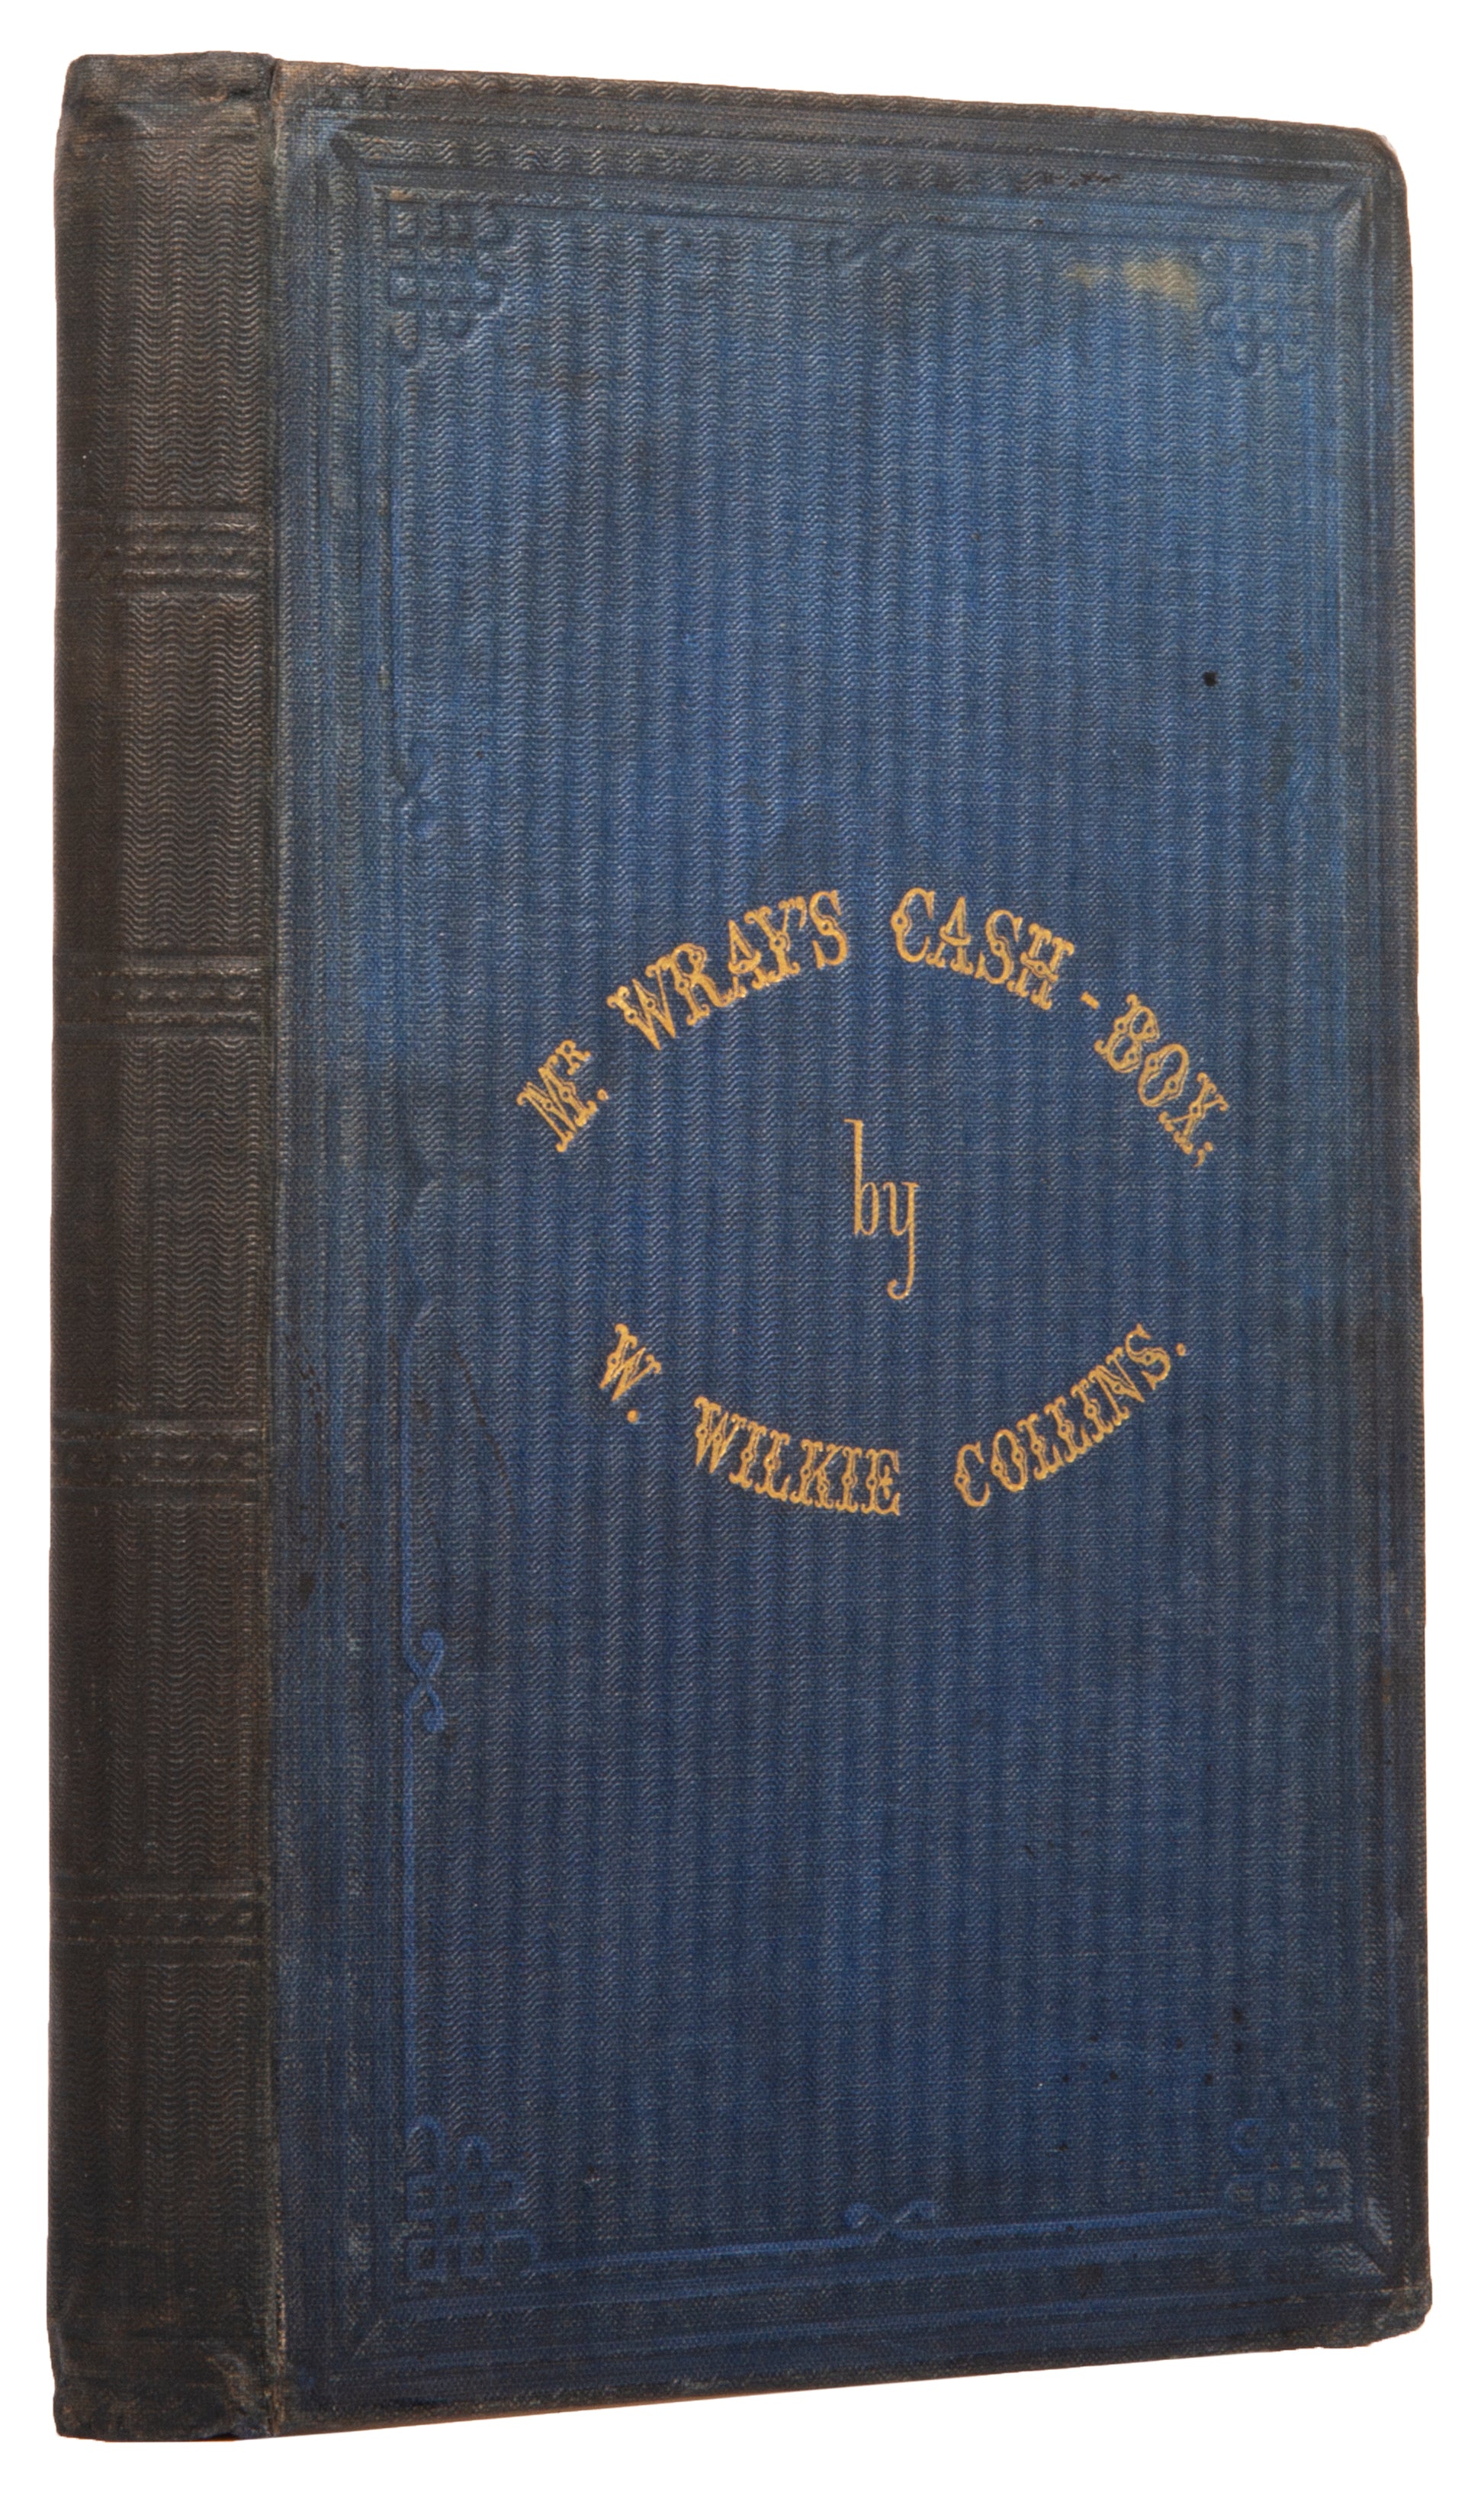 Mr. WRAY'S CASH-BOX,
by
W. WILKIE COLLINS.